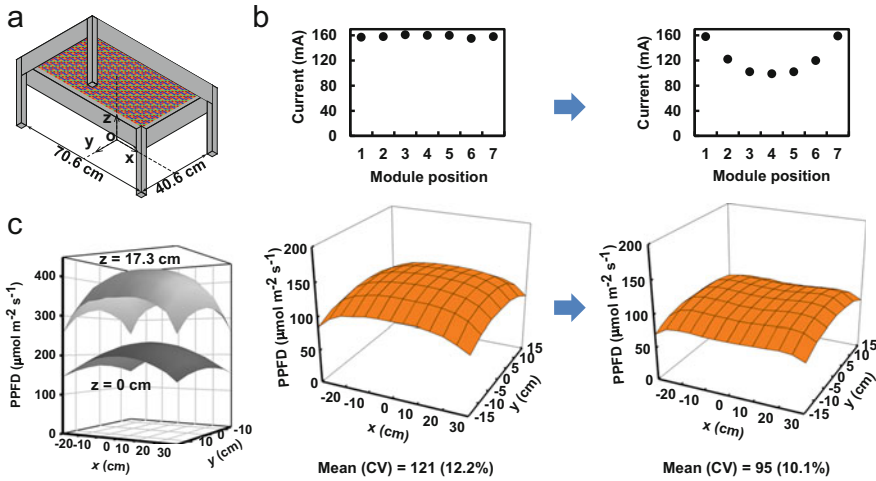 a
z
o
y
x
70.6 cm
40.6 cm
b
Current (mA)
160
120
80
40
0
1 2 3 4 5 6 7
Module position
Current (mA)
160
120
80
40
0
1 2 3 4 5 6 7
Module position
c
z = 17.3 cm
z = 0 cm
PPFD (µmol m⁻² s⁻¹)
400
300
200
100
0
-20 -10 0 10 20 30
x (cm)
10 0 -10
y (cm)
PPFD (µmol m⁻² s⁻¹)
200
150
100
50
0
-20 -10 0 10 20 30
x (cm)
15
10
5
0
-5
-10
-15
y (cm)
Mean (CV) = 121 (12.2%)
PPFD (µmol m⁻² s⁻¹)
200
150
100
50
0
-20 -10 0 10 20 30
x (cm)
15
10
5
0
-5
-10
-15
y (cm)
Mean (CV) = 95 (10.1%)